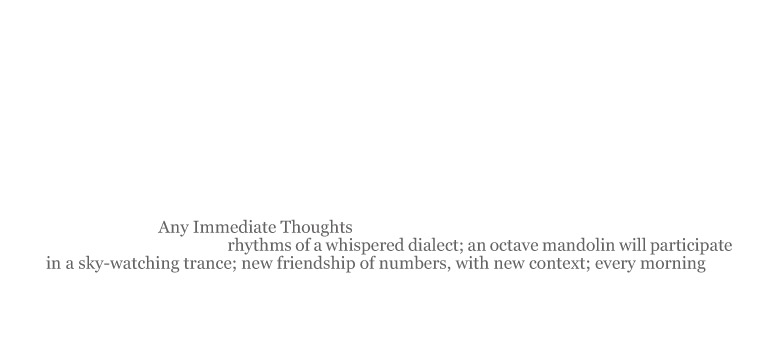 Any Immediate Thoughts
rhythms of a whispered dialect; an octave mandolin will participate
in a sky-watching trance; new friendship of numbers, with new context; every morning